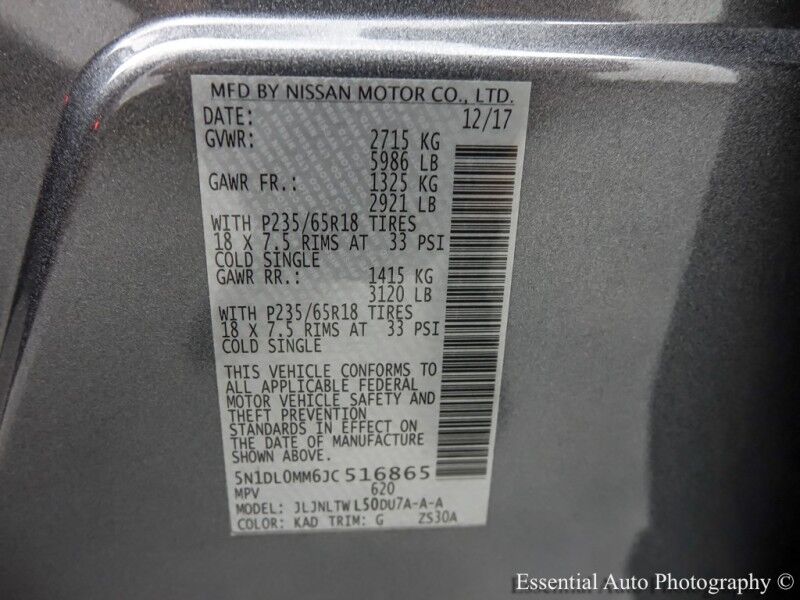 MFD BY NISSAN MOTOR CO., LTD.
DATE: 12/17
GVWR: 2715 KG
5986 LB
GAWR FR.: 1325 KG
2921 LB
WITH P235/65R18 TIRES
18 X 7.5 RIMS AT 33 PSI
COLD SINGLE
GAWR RR.: 1415 KG
3120 LB
WITH P235/65R18 TIRES
18 X 7.5 RIMS AT 33 PSI
COLD SINGLE
THIS VEHICLE CONFORMS TO
ALL APPLICABLE FEDERAL
MOTOR VEHICLE SAFETY AND
THEFT PREVENTION
STANDARDS IN EFFECT ON
THE DATE OF MANUFACTURE
SHOWN ABOVE.
5N1DL0MM6JC516865
MPV 620
MODEL: JLJNLTWL50DU7A-A-A
COLOR: KAD TRIM: G ZS30A
Essential Auto Photography ©